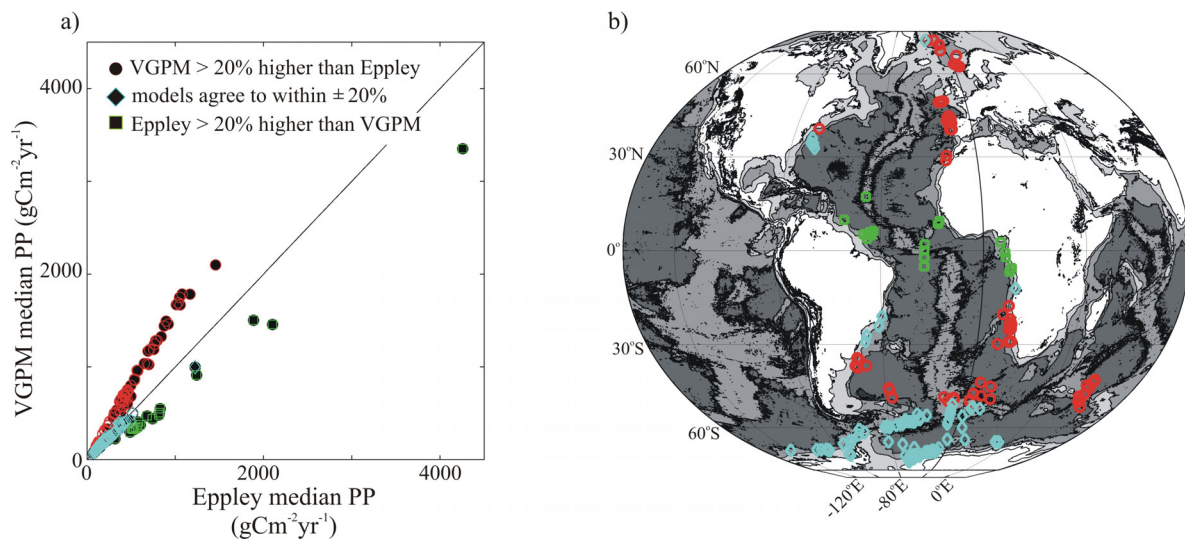 a)
VGPM > 20% higher than Eppley
models agree to within ± 20%
Eppley > 20% higher than VGPM
4000
2000
0
0
2000
4000
VGPM median PP (gCm⁻²yr⁻¹)
Eppley median PP
(gCm⁻²yr⁻¹)
b)
60°N
30°N
0°
30°S
60°S
-120°E
-80°E
0°E